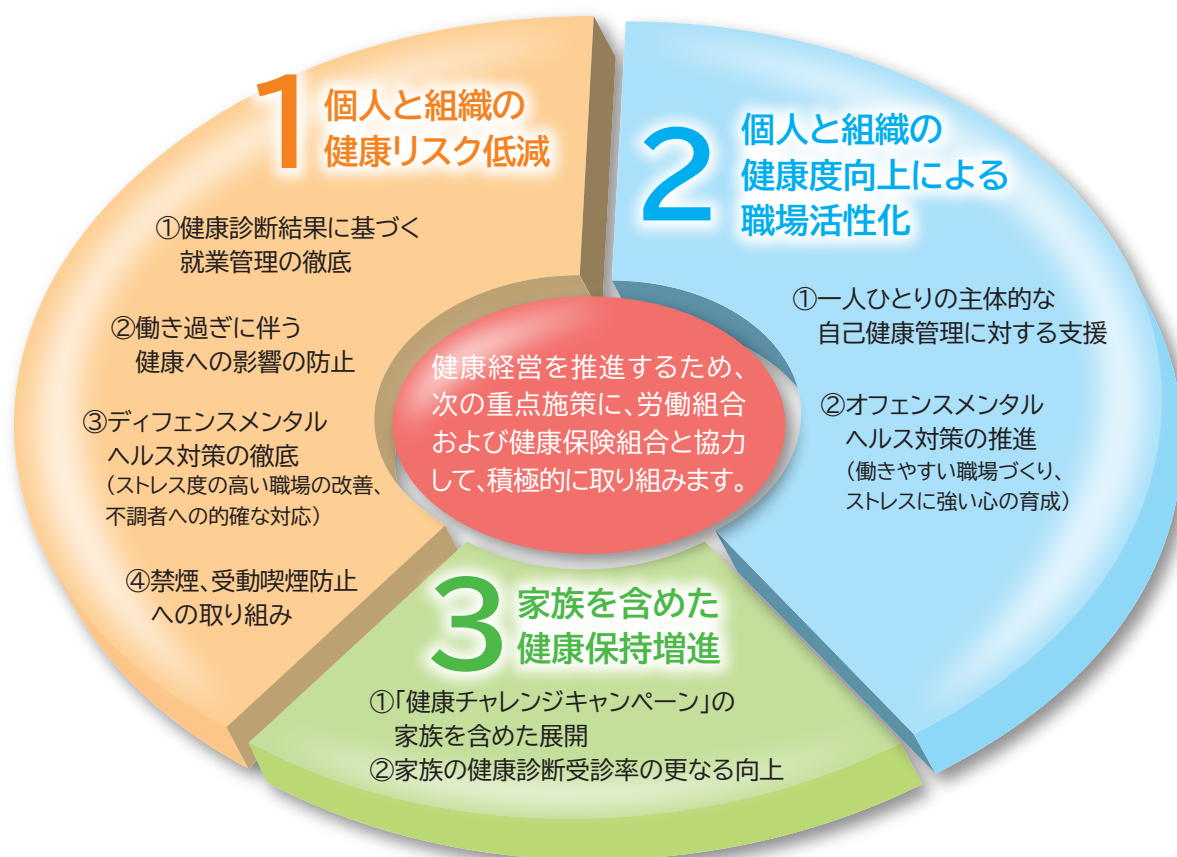 1
個人と組織の
健康リスク低減
①健康診断結果に基づく
就業管理の徹底
②働き過ぎに伴う
健康への影響の防止
③ディフェンスメンタル
ヘルス対策の徹底
（ストレス度の高い職場の改善、
不調者への的確な対応）
④禁煙、受動喫煙防止
への取り組み
2
個人と組織の
健康度向上による
職場活性化
①一人ひとりの主体的な
自己健康管理に対する支援
②オフェンスメンタル
ヘルス対策の推進
（働きやすい職場づくり、
ストレスに強い心の育成）
健康経営を推進するため、
次の重点施策に、労働組合
および健康保険組合と協力
して、積極的に取り組みます。
3
家族を含めた
健康保持増進
①「健康チャレンジキャンペーン」の
家族を含めた展開
②家族の健康診断受診率の更なる向上